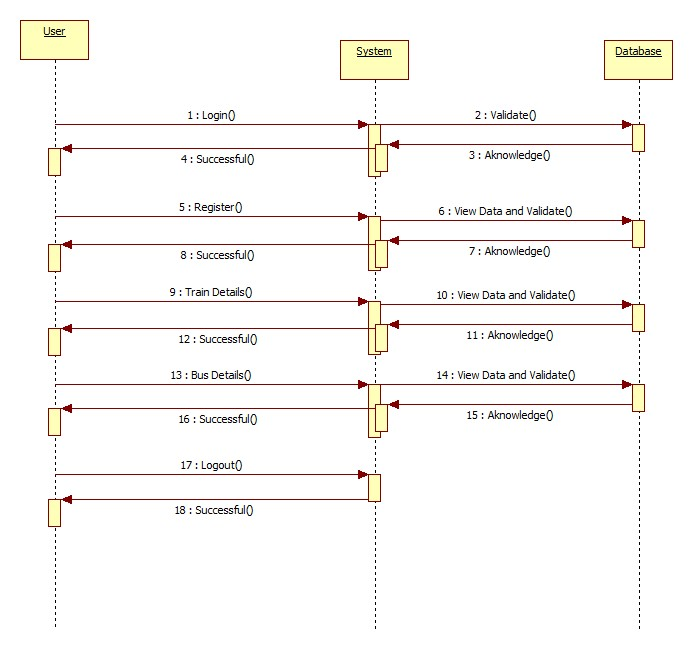 User
System
Database
1 : Login()
2 : Validate()
3 : Aknowledge()
4 : Successful()
5 : Register()
6 : View Data and Validate()
7 : Aknowledge()
8 : Successful()
9 : Train Details()
10 : View Data and Validate()
11 : Aknowledge()
12 : Successful()
13 : Bus Details()
14 : View Data and Validate()
15 : Aknowledge()
16 : Successful()
17 : Logout()
18 : Successful()